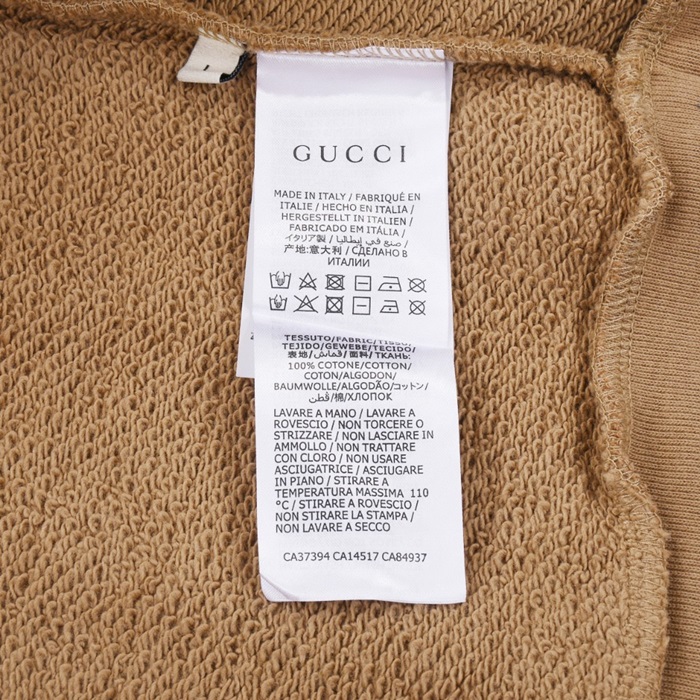 GUCCI
MADE IN ITALY / FABRIQUÉ EN
ITALIE / HECHO EN ITALIA /
HERGESTELLT IN ITALIEN /
FABRICADO EM ITÁLIA /
イタリア製 / صنع في إيطاليا /
产地:意大利 / СДЕЛАНО В
ИТАЛИИ
TESSUTO/FABRIC/TISSU/
TEJIDO/GEWEBE/TECIDO/
表地/قماش/面料/ТКАНЬ:
100% COTONE/COTTON/
COTON/ALGODON/
BAUMWOLLE/ALGODÃO/コットン/
قطن/棉/ХЛОПОК
LAVARE A MANO / LAVARE A
ROVESCIO / NON TORCERE O
STRIZZARE / NON LASCIARE IN
AMMOLLO / NON TRATTARE
CON CLORO / NON USARE
ASCIUGATRICE / ASCIUGARE
IN PIANO / STIRARE A
TEMPERATURA MASSIMA 110
°C / STIRARE A ROVESCIO /
NON STIRARE LA STAMPA /
NON LAVARE A SECCO
CA37394 CA14517 CA84937